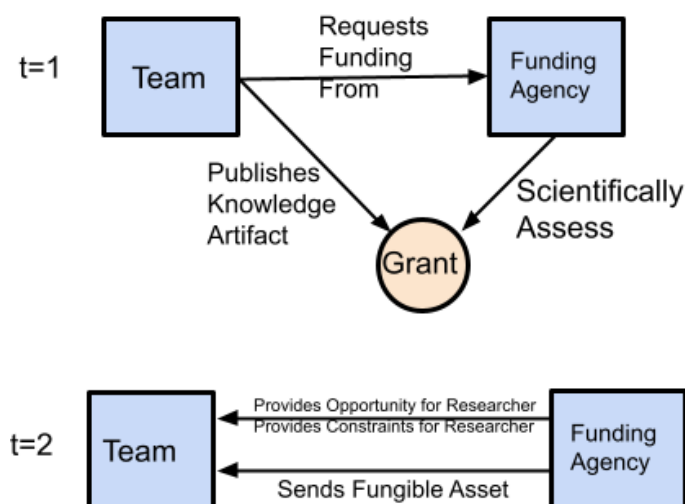 t=1
Team
Requests
Funding
From
Funding
Agency
Publishes
Knowledge
Artifact
Scientifically
Assess
Grant
t=2
Team
Provides Opportunity for Researcher
Provides Constraints for Researcher
Sends Fungible Asset
Funding
Agency